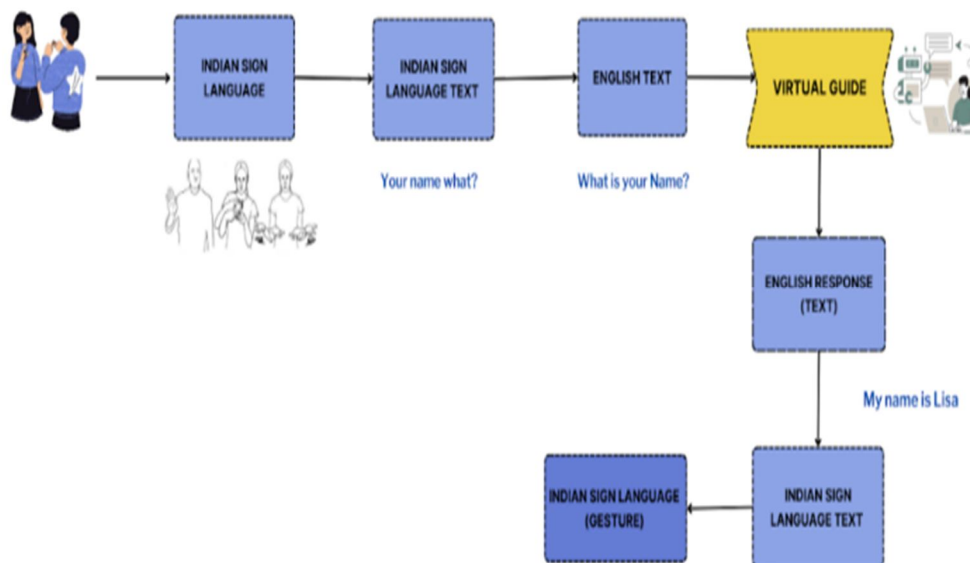 INDIAN SIGN
LANGUAGE
INDIAN SIGN
LANGUAGE TEXT
ENGLISH TEXT
VIRTUAL GUIDE
Your name what?
What is your Name?
ENGLISH RESPONSE
(TEXT)
My name is Lisa
INDIAN SIGN LANGUAGE
(GESTURE)
INDIAN SIGN
LANGUAGE TEXT